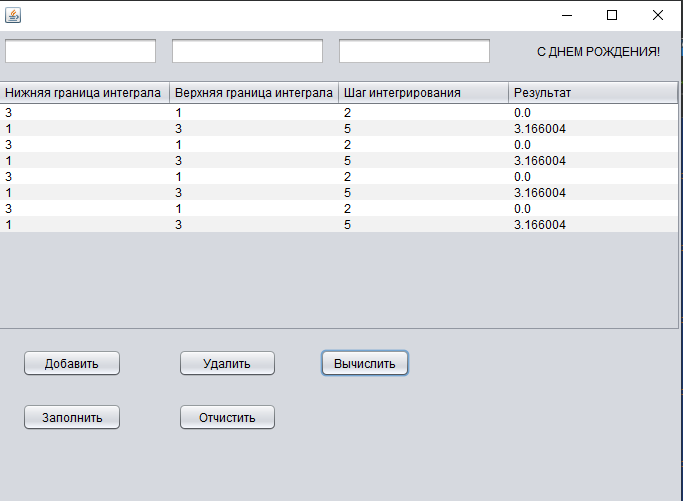 С ДНЕМ РОЖДЕНИЯ!
Нижняя граница интеграла Верхняя граница интеграла Шаг интегрирования Результат
3 1 2 0.0
1 3 5 3.166004
3 1 2 0.0
1 3 5 3.166004
3 1 2 0.0
1 3 5 3.166004
3 1 2 0.0
1 3 5 3.166004
Добавить Удалить Вычислить
Заполнить Отчистить